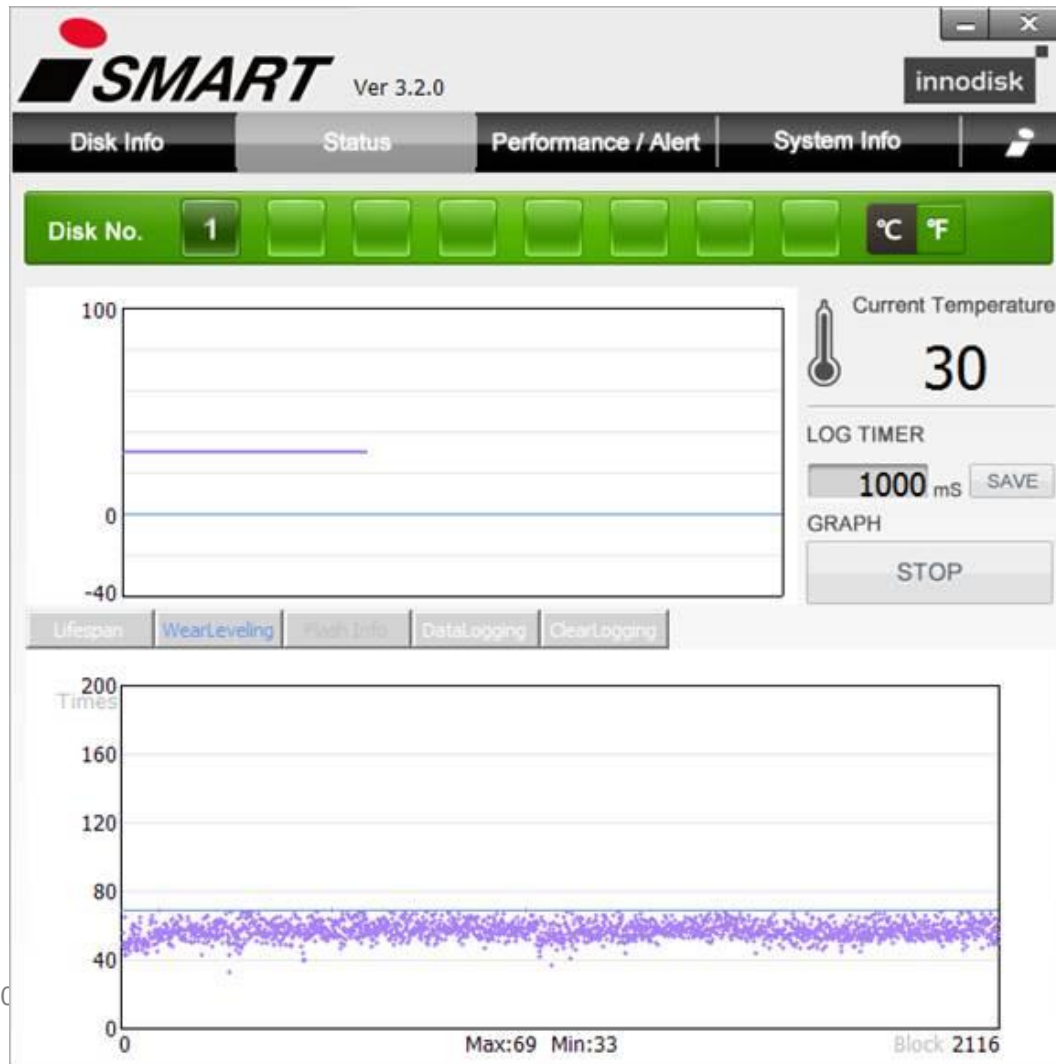 iSMART Ver 3.2.0
innodisk
Disk Info Status Performance / Alert System Info
Disk No. 1 °C °F
Current Temperature
30
LOG TIMER
1000 mS SAVE
GRAPH
STOP
100
0
-40
Lifespan WearLeveling Flash Info DataLogging ClearLogging
Times
200
160
120
80
40
0
0 Max:69 Min:33 Block 2116